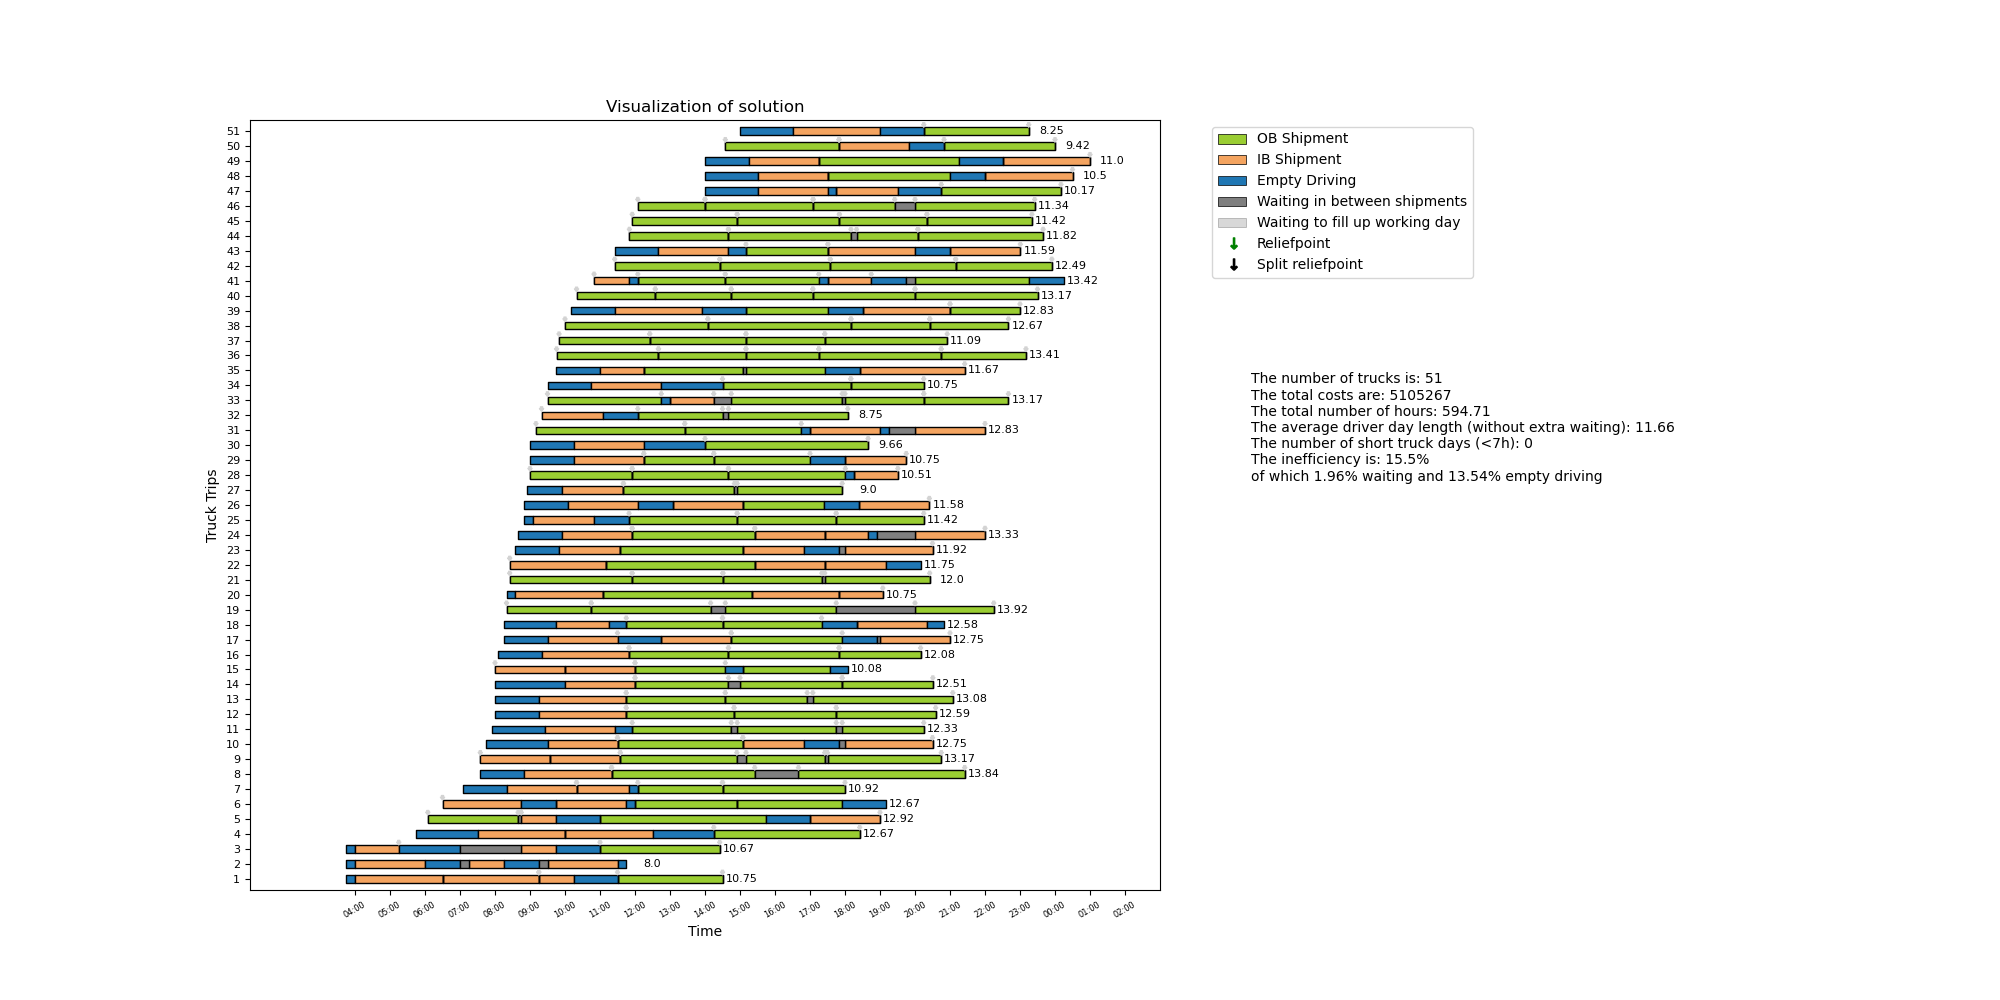 Visualization of solution
51 8.25
50 9.42
49 11.0
48 10.5
47 10.17
46 11.34
45 11.42
44 11.82
43 11.59
42 12.49
41 13.42
40 13.17
39 12.83
38 12.67
37 11.09
36 13.41
35 11.67
34 10.75
33 13.17
32 8.75
31 12.83
30 9.66
29 10.75
28 10.51
27 9.0
26 11.58
25 11.42
24 13.33
23 11.92
22 11.75
21 12.0
20 10.75
19 13.92
18 12.58
17 12.75
16 12.08
15 10.08
14 12.51
13 13.08
12 12.59
11 12.33
10 12.75
9 13.17
8 13.84
7 10.92
6 12.67
5 12.92
4 12.67
3 10.67
2 8.0
1 10.75
Truck Trips
04:00 05:00 06:00 07:00 08:00 09:00 10:00 11:00 12:00 13:00 14:00 15:00 16:00 17:00 18:00 19:00 20:00 21:00 22:00 23:00 00:00 01:00 02:00
Time
OB Shipment
IB Shipment
Empty Driving
Waiting in between shipments
Waiting to fill up working day
Reliefpoint
Split reliefpoint
The number of trucks is: 51
The total costs are: 5105267
The total number of hours: 594.71
The average driver day length (without extra waiting): 11.66
The number of short truck days (<7h): 0
The inefficiency is: 15.5%
of which 1.96% waiting and 13.54% empty driving